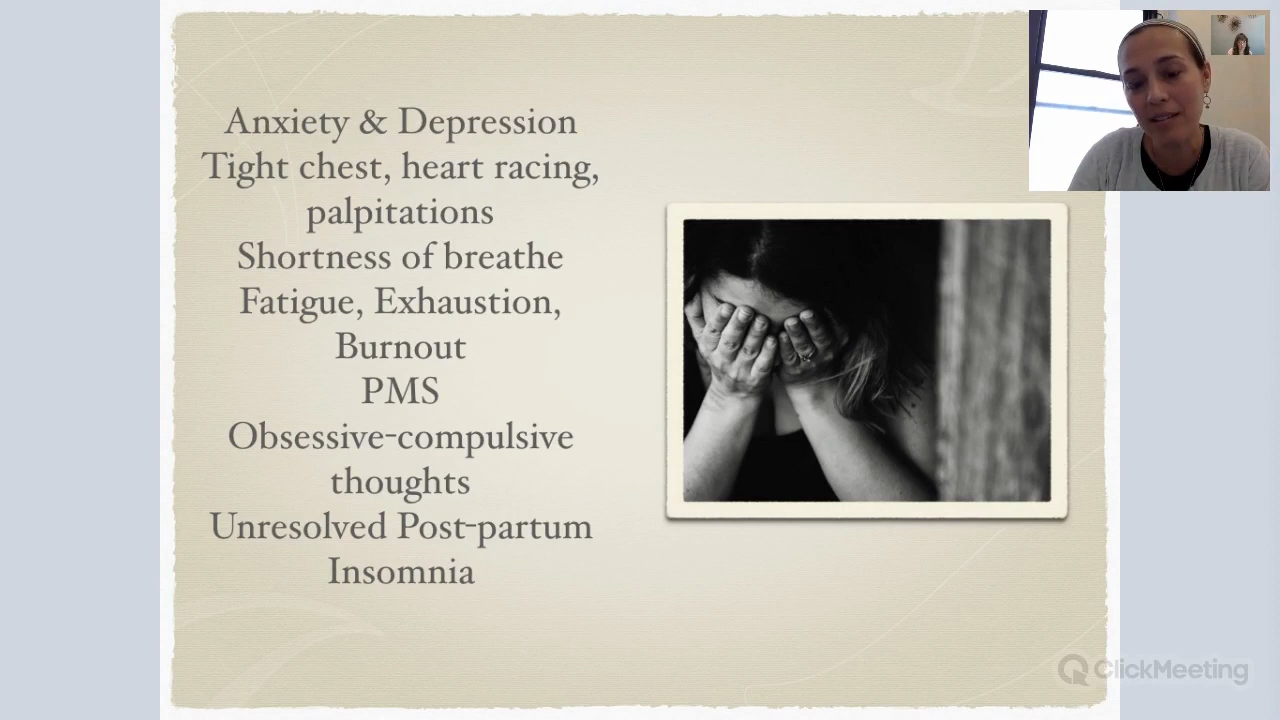 Anxiety & Depression
Tight chest, heart racing,
palpitations
Shortness of breathe
Fatigue, Exhaustion,
Burnout
PMS
Obsessive-compulsive
thoughts
Unresolved Post-partum
Insomnia
ClickMeeting